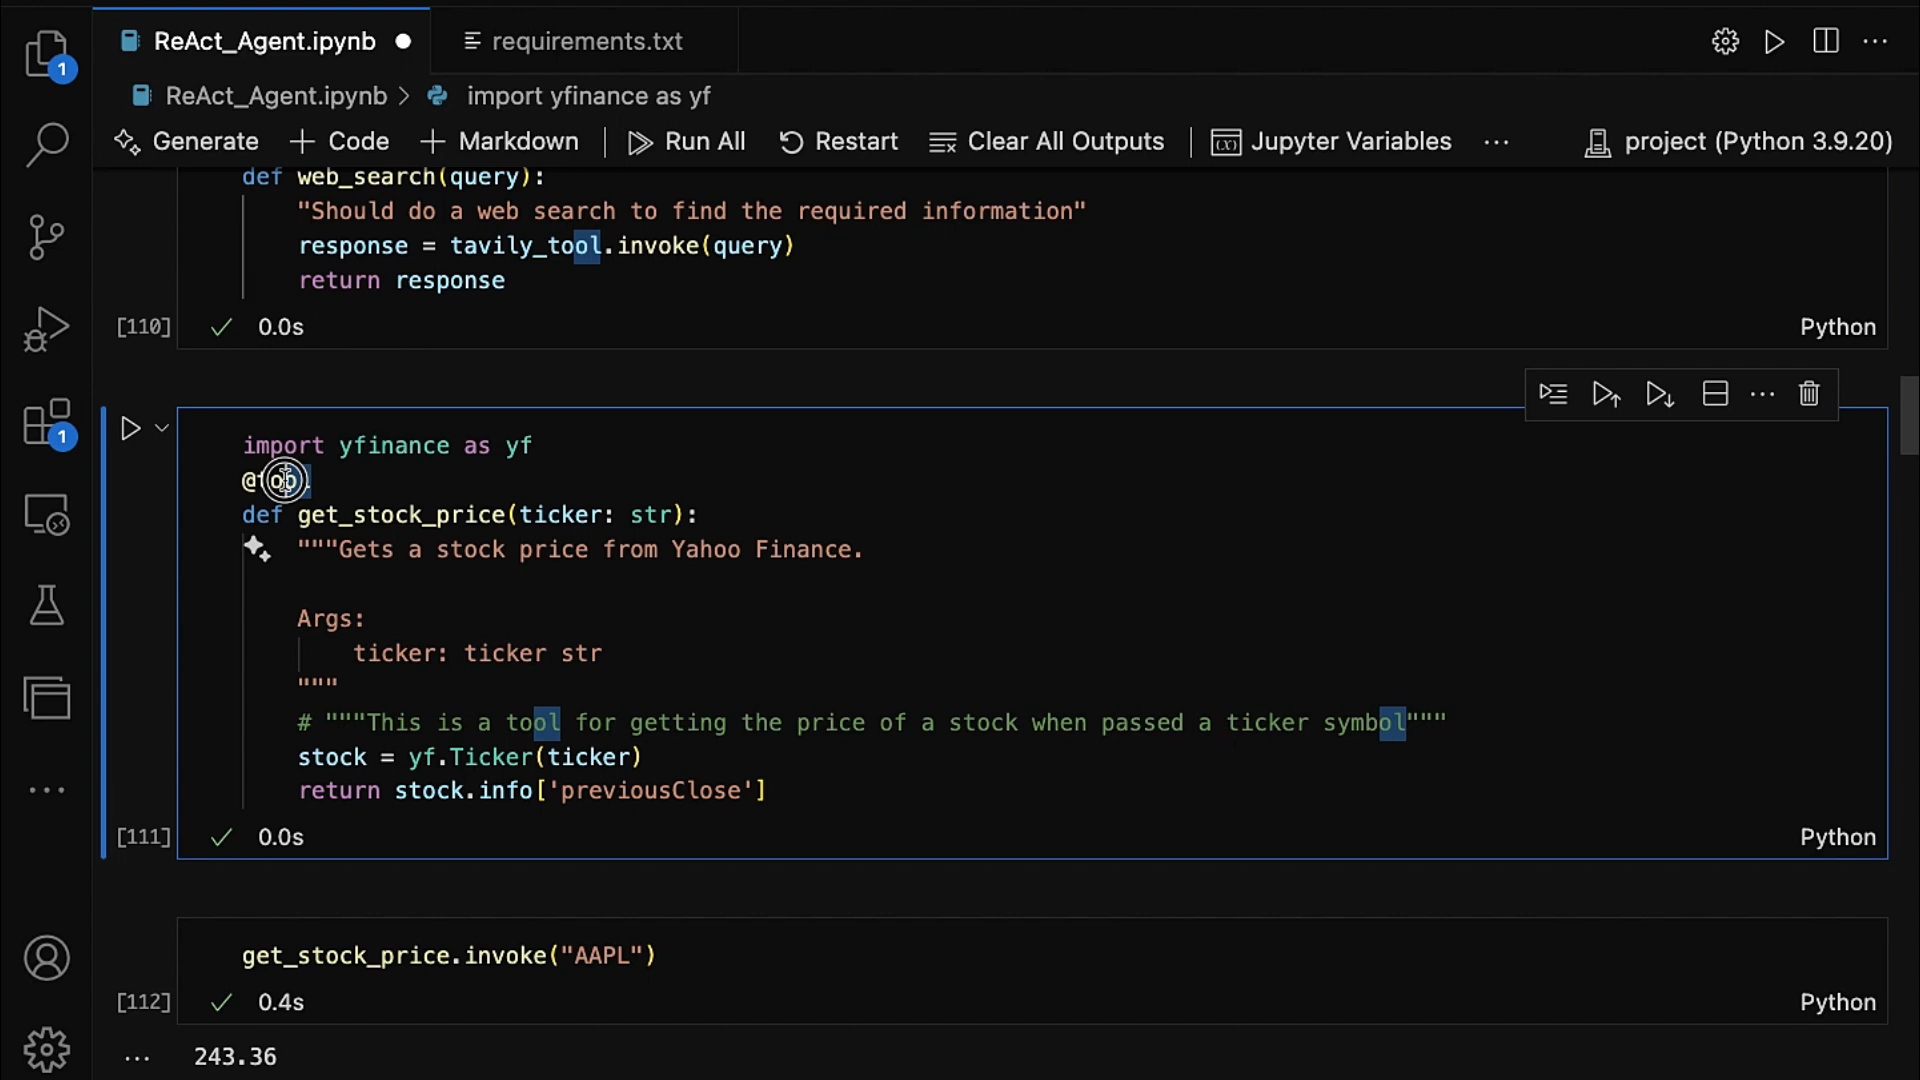 ReAct_Agent.ipynb
requirements.txt
ReAct_Agent.ipynb > import yfinance as yf
Generate + Code + Markdown Run All Restart Clear All Outputs Jupyter Variables ... project (Python 3.9.20)
def web_search(query):
"Should do a web search to find the required information"
response = tavily_tool.invoke(query)
return response
[110] 0.0s Python
1
1
import yfinance as yf
@tool
def get_stock_price(ticker: str):
"""Gets a stock price from Yahoo Finance.
Args:
ticker: ticker str
"""
# """This is a tool for getting the price of a stock when passed a ticker symbol"""
stock = yf.Ticker(ticker)
return stock.info['previousClose']
[111] 0.0s Python
get_stock_price.invoke("AAPL")
[112] 0.4s Python
... 243.36